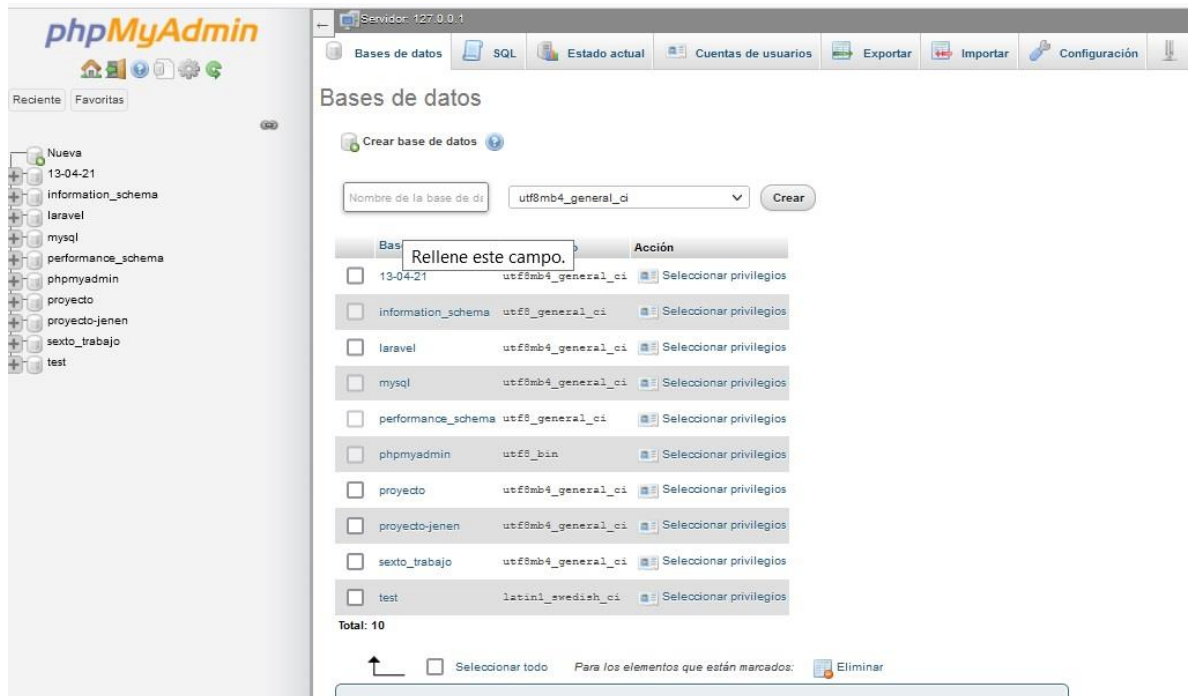 phpMyAdmin
Reciente Favoritas
Nueva
13-04-21
information_schema
laravel
mysql
performance_schema
phpmyadmin
proyecto
proyecto-jenen
sexto_trabajo
test
Servidor: 127.0.0.1
Bases de datos SQL Estado actual Cuentas de usuarios Exportar Importar Configuración
Bases de datos
Crear base de datos
Nombre de la base de da utf8mb4_general_ci Crear
Bas Acción
Rellene este campo.
13-04-21 utf8mb4_general_ci Seleccionar privilegios
information_schema utf8_general_ci Seleccionar privilegios
laravel utf8mb4_general_ci Seleccionar privilegios
mysql utf8mb4_general_ci Seleccionar privilegios
performance_schema utf8_general_ci Seleccionar privilegios
phpmyadmin utf8_bin Seleccionar privilegios
proyecto utf8mb4_general_ci Seleccionar privilegios
proyecto-jenen utf8mb4_general_ci Seleccionar privilegios
sexto_trabajo utf8mb4_general_ci Seleccionar privilegios
test latin1_swedish_ci Seleccionar privilegios
Total: 10
Seleccionar todo Para los elementos que están marcados: Eliminar